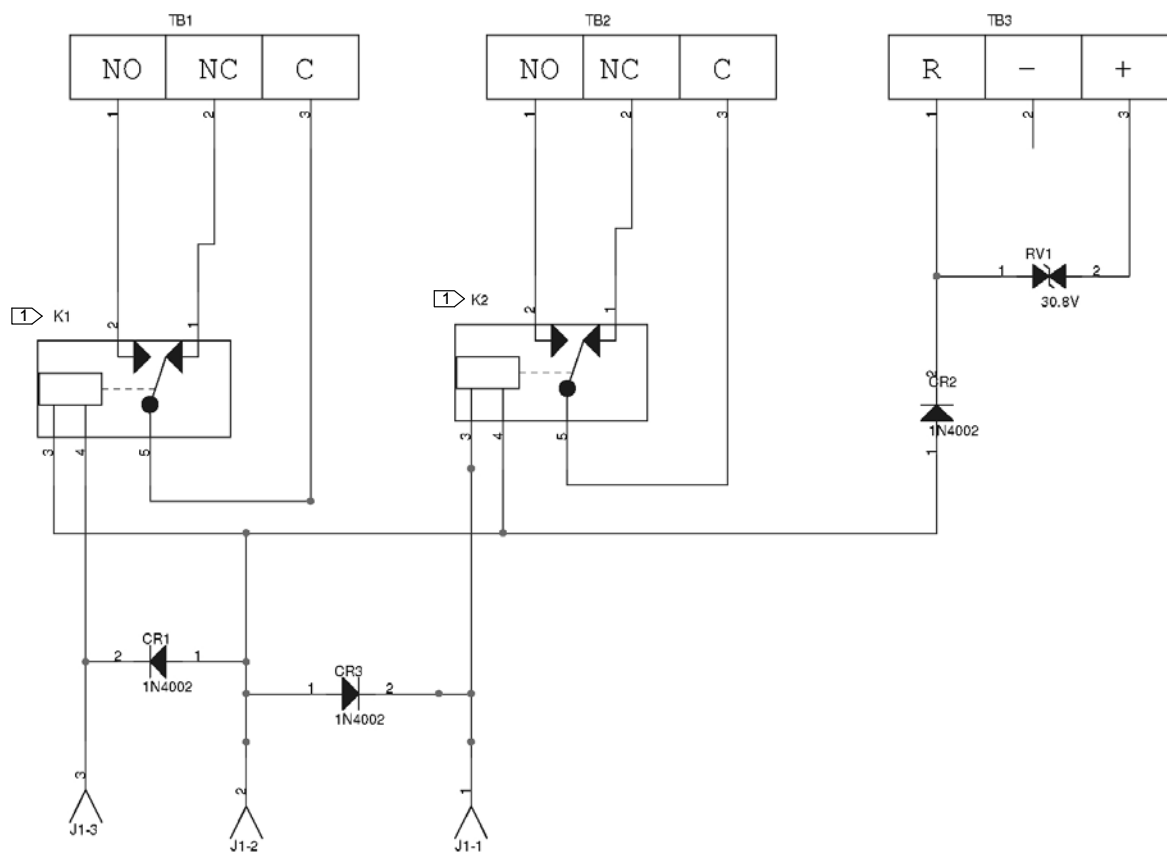 TB1 TB2 TB3
NO NC C NO NC C R - +
1 2 3 1 2 3 1 2 3
RV1
1 2
30.8V
1 K1 1 K2
2 1 2 1
2
CR2
1N4002
1
3 4 5 3 4 5
CR1
2 1
1N4002
CR3
1 2
1N4002
3 2 1
J1-3 J1-2 J1-1